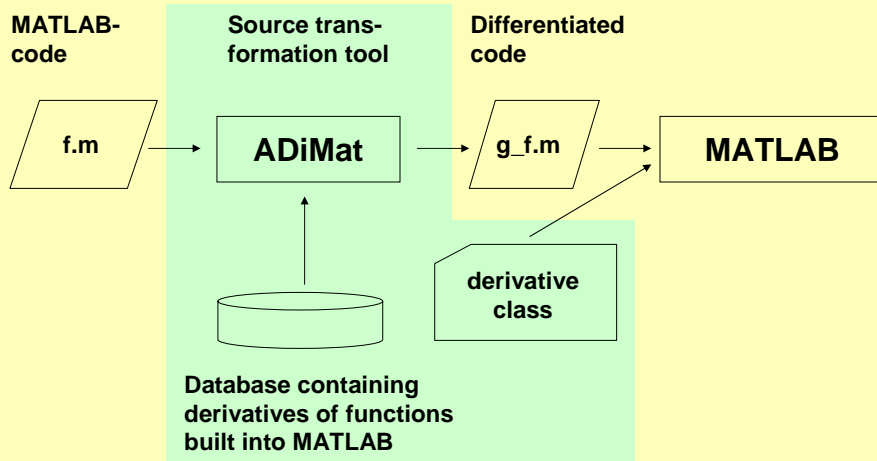 MATLAB-
code
Source trans-
formation tool
Differentiated
code
f.m
ADiMat
g_f.m
MATLAB
derivative
class
Database containing
derivatives of functions
built into MATLAB